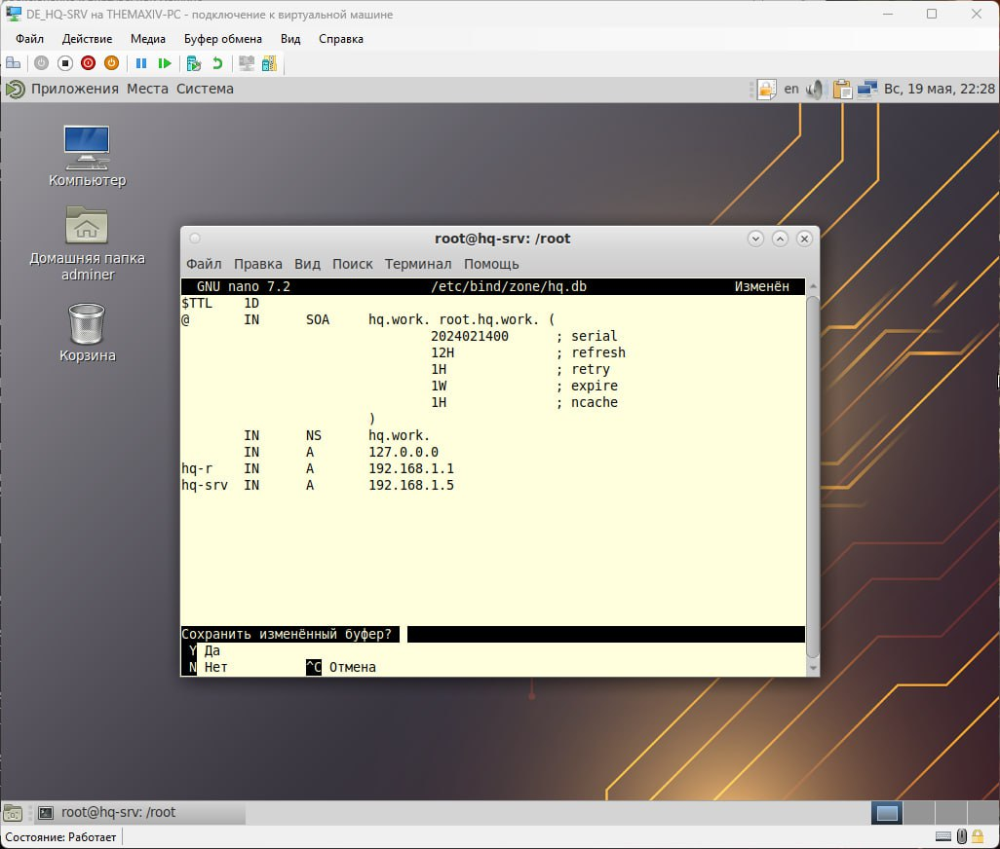 DE_HQ-SRV на THEMAXIV-PC - подключение к виртуальной машине
Файл Действие Медиа Буфер обмена Вид Справка
Приложения Места Система en Вс, 19 мая, 22:28
Компьютер
Домашняя папка
adminer
Корзина
root@hq-srv: /root
Файл Правка Вид Поиск Терминал Помощь
GNU nano 7.2 /etc/bind/zone/hq.db Изменён
$TTL 1D
@ IN SOA hq.work. root.hq.work. (
2024021400 ; serial
12H ; refresh
1H ; retry
1W ; expire
1H ; ncache
)
IN NS hq.work.
IN A 127.0.0.0
hq-r IN A 192.168.1.1
hq-srv IN A 192.168.1.5
Сохранить изменённый буфер?
Y Да
N Нет ^C Отмена
root@hq-srv: /root
Состояние: Работает